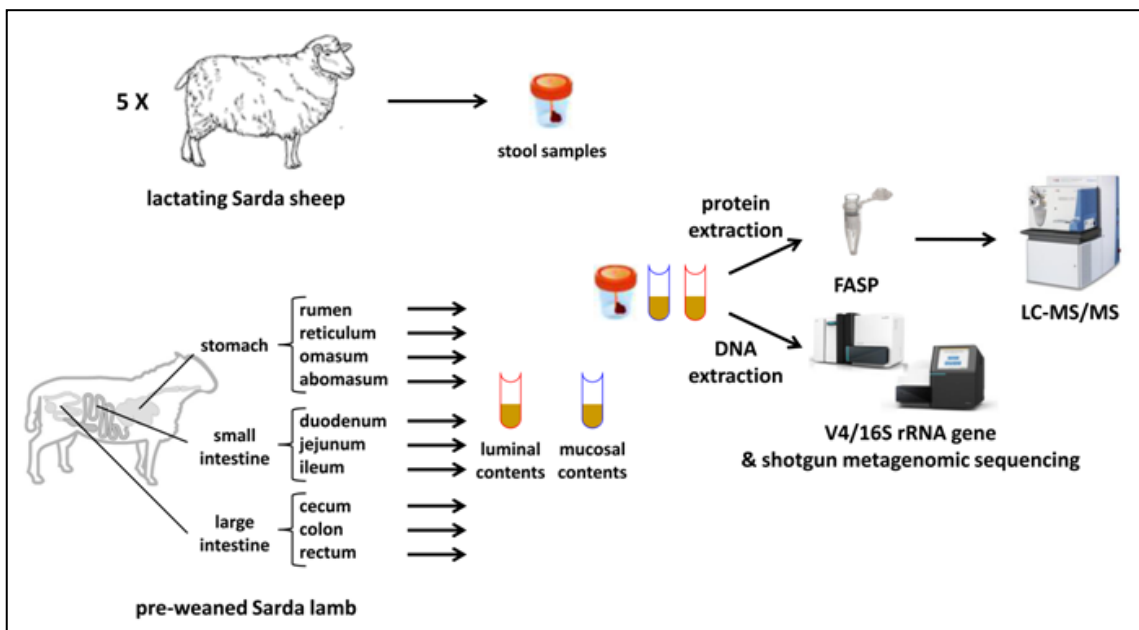 5 X
lactating Sarda sheep
stool samples
stomach
rumen
reticulum
omasum
abomasum
small
intestine
duodenum
jejunum
ileum
large
intestine
cecum
colon
rectum
pre-weaned Sarda lamb
luminal
contents
mucosal
contents
protein
extraction
FASP
LC-MS/MS
DNA
extraction
V4/16S rRNA gene
& shotgun metagenomic sequencing